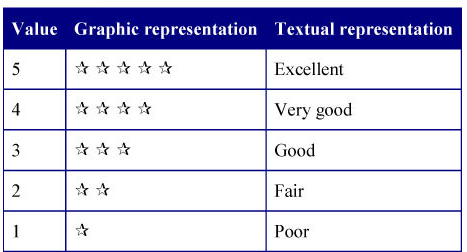 Value Graphic representation Textual representation
5 ✰ ✰ ✰ ✰ ✰ Excellent
4 ✰ ✰ ✰ ✰ Very good
3 ✰ ✰ ✰ Good
2 ✰ ✰ Fair
1 ✰ Poor